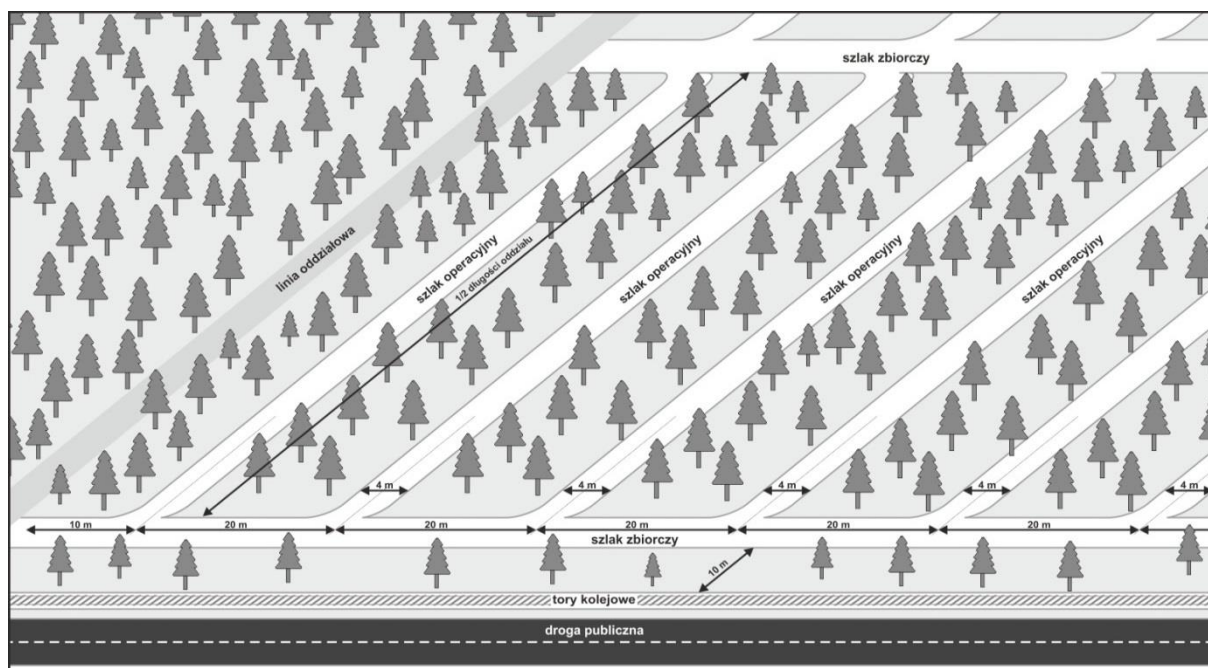 szlak zbiorczy
linia oddziałowa
szlak operacyjny
1/2 długości oddziału
szlak operacyjny
szlak operacyjny
szlak operacyjny
4 m
4 m
4 m
4 m
4 m
10 m
20 m
20 m
20 m
20 m
20 m
szlak zbiorczy
10 m
tory kolejowe
droga publiczna